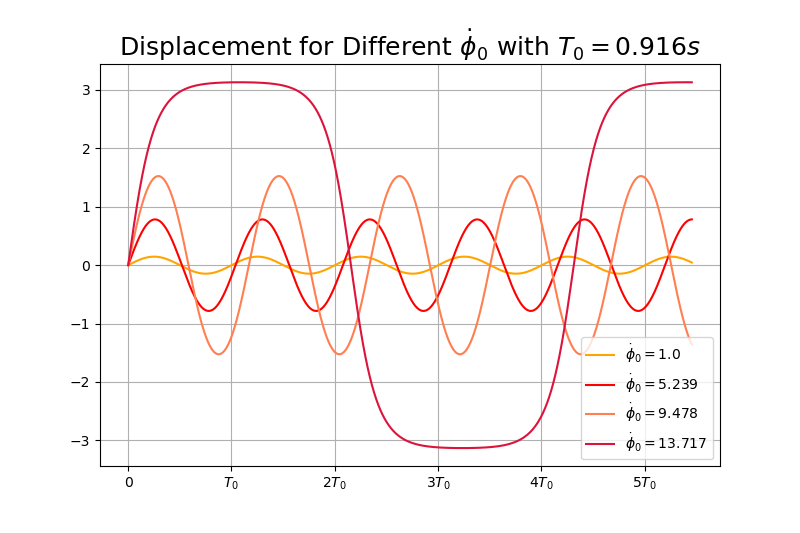 Displacement for Different $\dot{\phi}_0$ with $T_0 = 0.916s$
3
2
1
0
−1
−2
−3
0 $T_0$ $2T_0$ $3T_0$ $4T_0$ $5T_0$
$\dot{\phi}_0 = 1.0$
$\dot{\phi}_0 = 5.239$
$\dot{\phi}_0 = 9.478$
$\dot{\phi}_0 = 13.717$